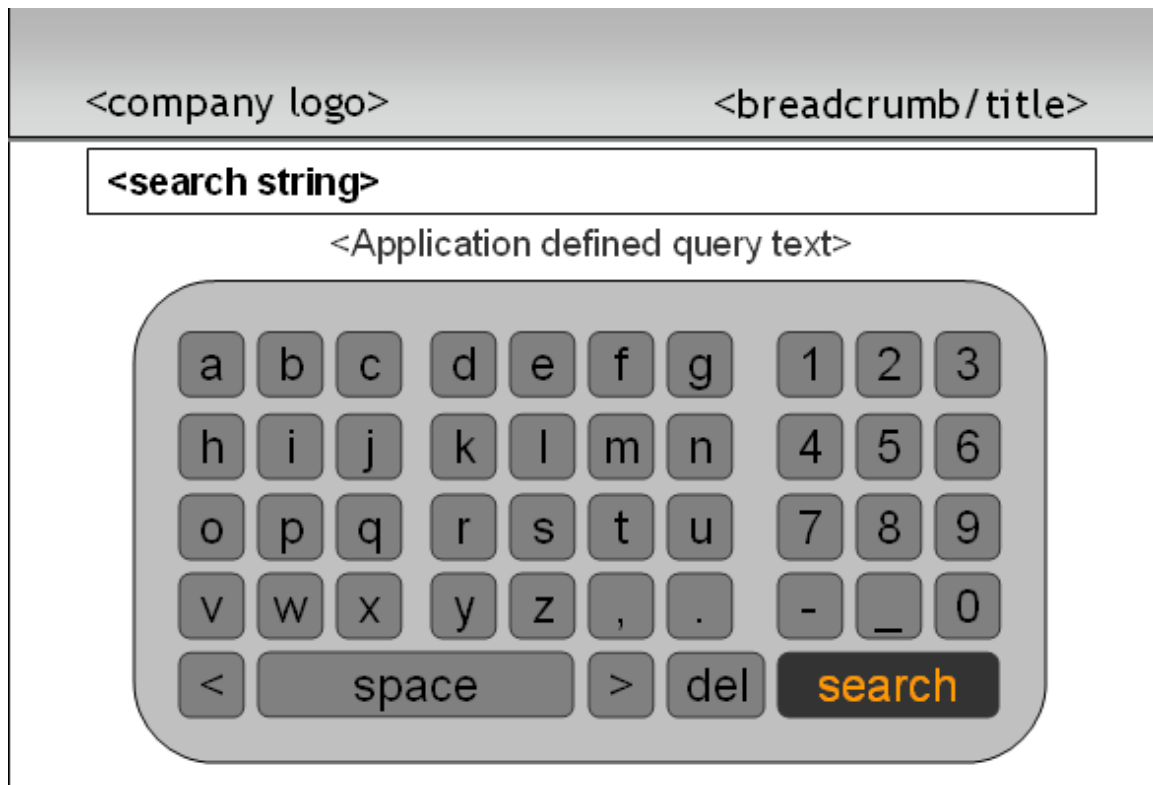 <company logo> <breadcrumb/title>
<search string>
<Application defined query text>
a b c d e f g 1 2 3
h i j k l m n 4 5 6
o p q r s t u 7 8 9
v w x y z , . - _ 0
< space > del search